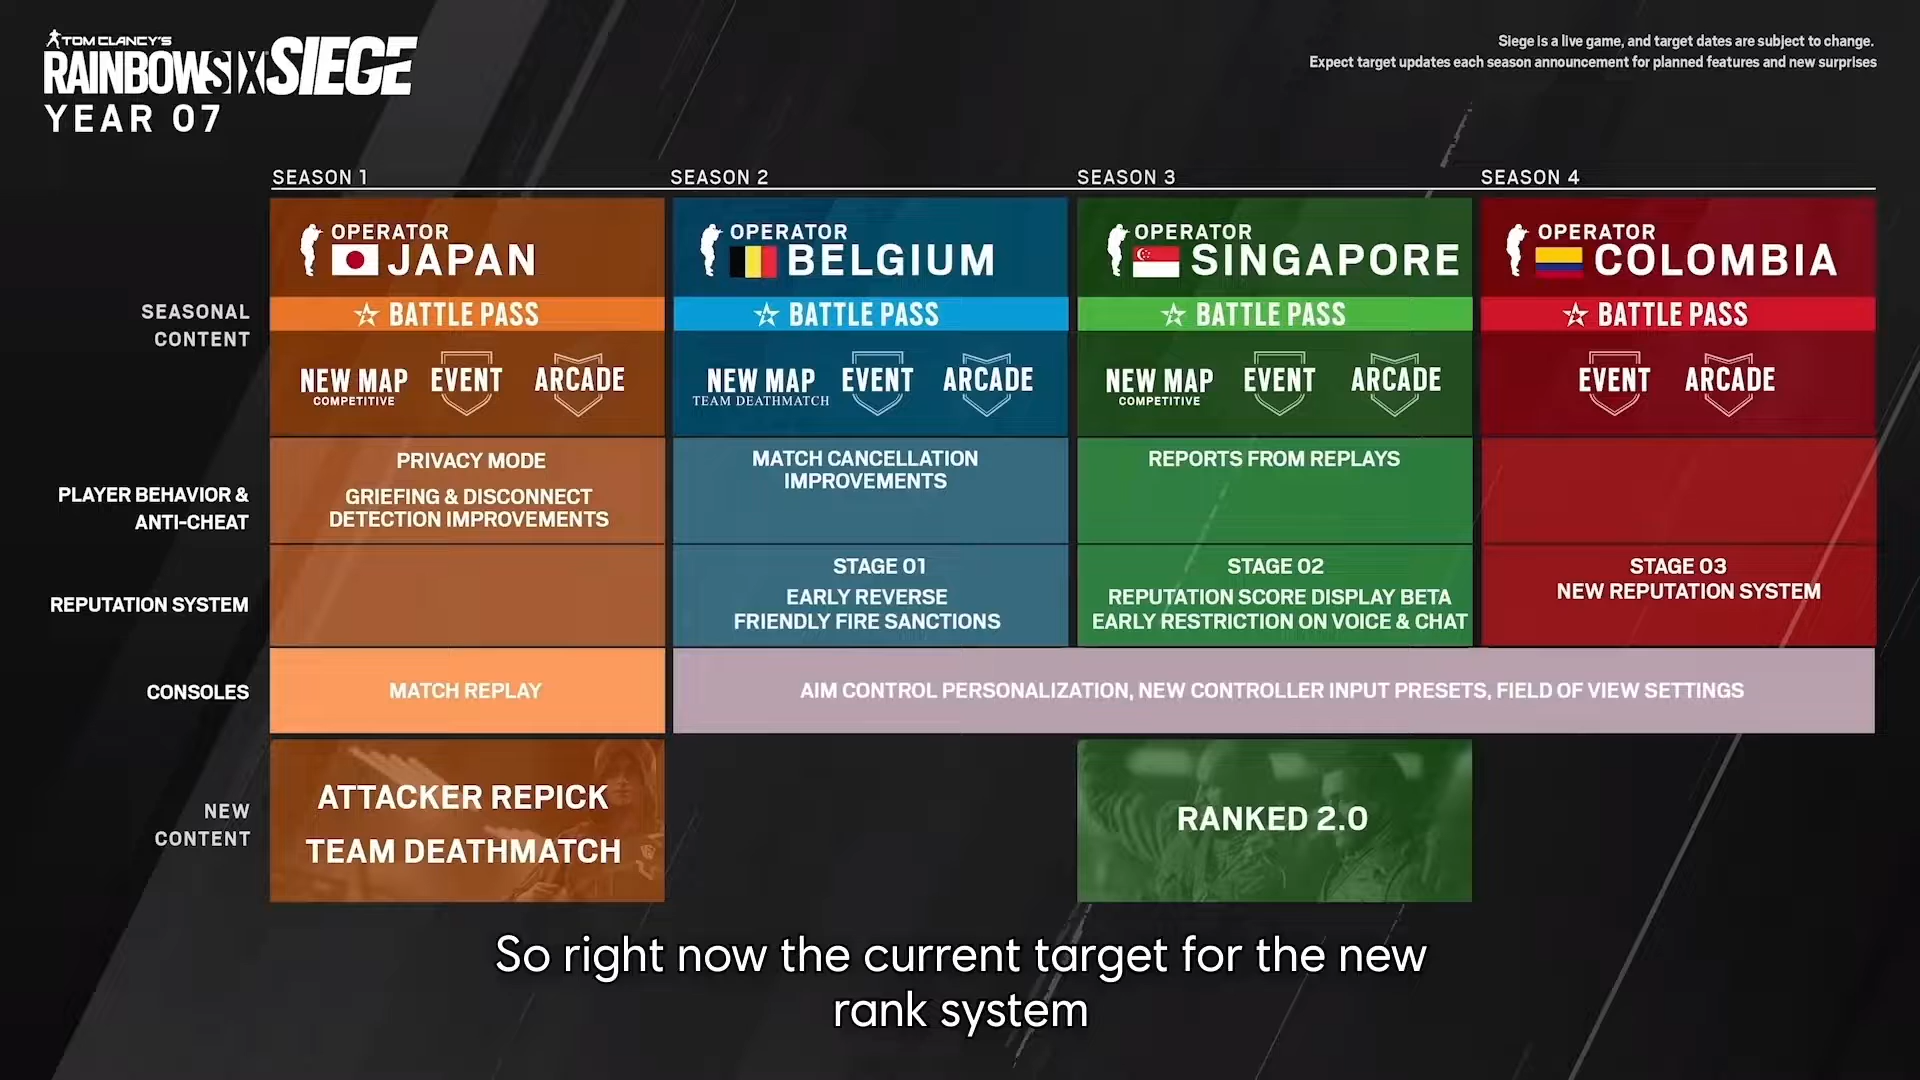 TOM CLANCY'S
RAINBOWSIX SIEGE
YEAR 07
Siege is a live game, and target dates are subject to change.
Expect target updates each season announcement for planned features and new surprises
SEASON 1
SEASON 2
SEASON 3
SEASON 4
OPERATOR
JAPAN
OPERATOR
BELGIUM
OPERATOR
SINGAPORE
OPERATOR
COLOMBIA
SEASONAL
CONTENT
BATTLE PASS
BATTLE PASS
BATTLE PASS
BATTLE PASS
NEW MAP
COMPETITIVE
EVENT
ARCADE
NEW MAP
TEAM DEATHMATCH
EVENT
ARCADE
NEW MAP
COMPETITIVE
EVENT
ARCADE
EVENT
ARCADE
PLAYER BEHAVIOR &
ANTI-CHEAT
PRIVACY MODE
GRIEFING & DISCONNECT
DETECTION IMPROVEMENTS
MATCH CANCELLATION
IMPROVEMENTS
REPORTS FROM REPLAYS
REPUTATION SYSTEM
STAGE 01
EARLY REVERSE
FRIENDLY FIRE SANCTIONS
STAGE 02
REPUTATION SCORE DISPLAY BETA
EARLY RESTRICTION ON VOICE & CHAT
STAGE 03
NEW REPUTATION SYSTEM
CONSOLES
MATCH REPLAY
AIM CONTROL PERSONALIZATION, NEW CONTROLLER INPUT PRESETS, FIELD OF VIEW SETTINGS
NEW
CONTENT
ATTACKER REPICK
TEAM DEATHMATCH
RANKED 2.0
So right now the current target for the new
rank system